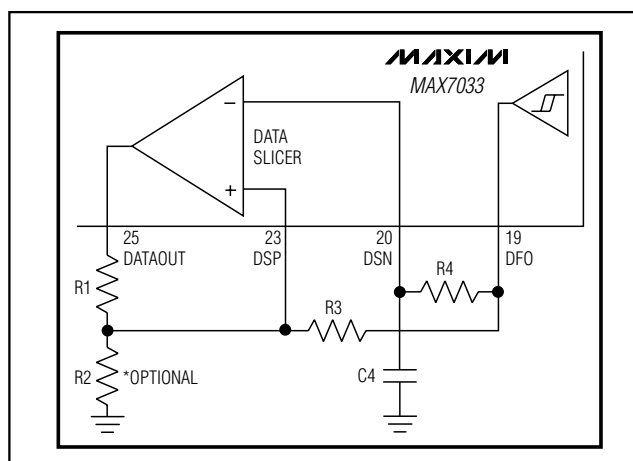 MAXIM
MAX7033
DATA
SLICER
−
+
25
DATAOUT
23
DSP
20
DSN
19
DFO
R1
R3
R4
R2
*OPTIONAL
C4